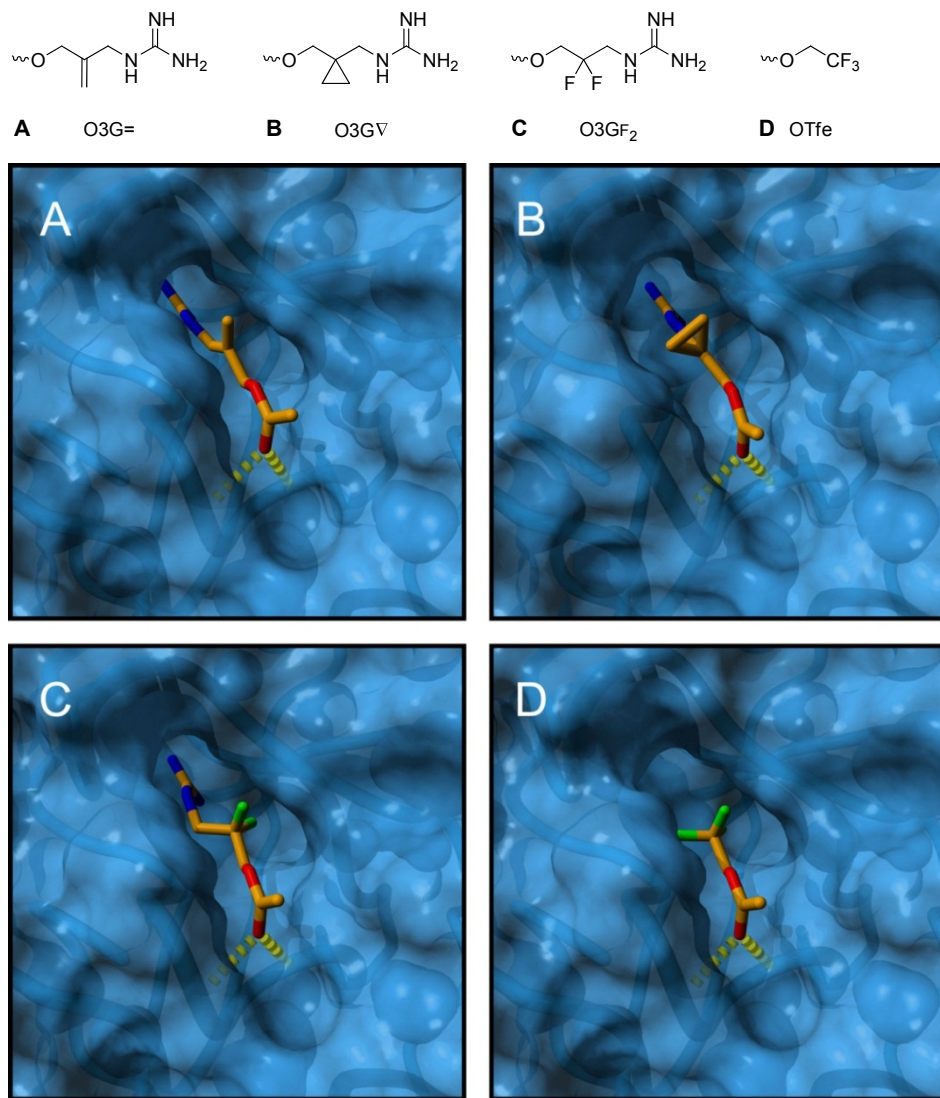 NH NH NH
O N H NH2 O N H NH2 O F F N H NH2 O CF3
A O3G= B O3G∇ C O3GF2 D OTfe
A B
C D